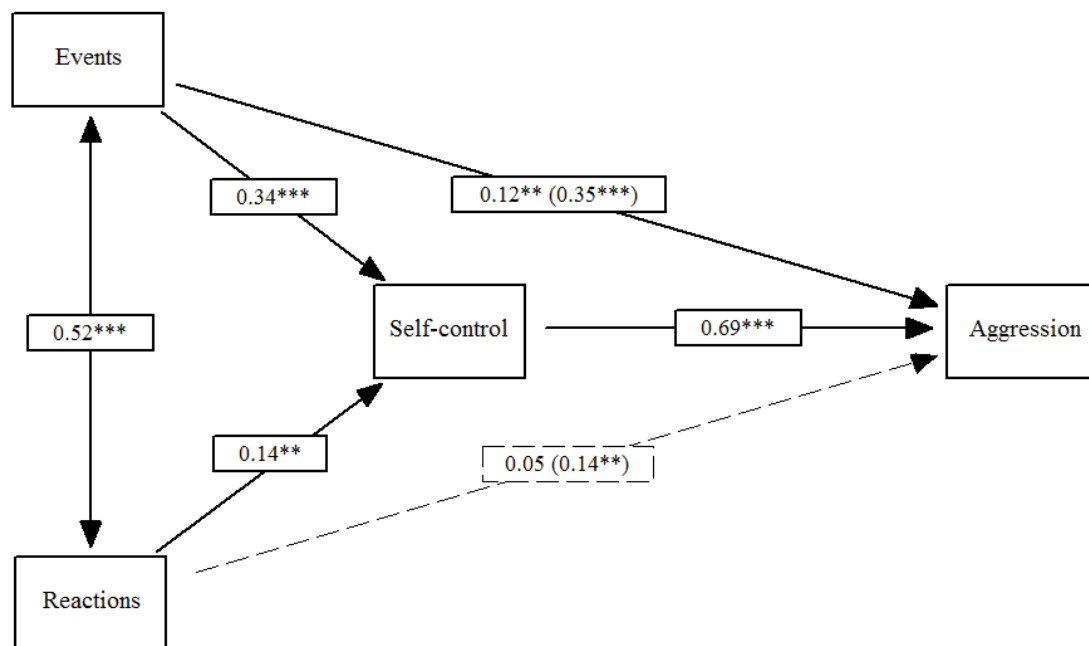 Events
0.34***
0.12** (0.35***)
0.52***
Self-control
0.69***
Aggression
0.14**
0.05 (0.14**)
Reactions